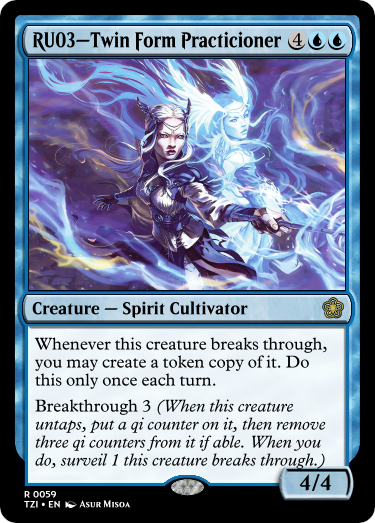 RU03—Twin Form Practicioner 4
Creature — Spirit Cultivator
Whenever this creature breaks through,
you may create a token copy of it. Do
this only once each turn.
Breakthrough 3 (When this creature
untaps, put a qi counter on it, then remove
three qi counters from it if able. When you
do, surveil 1 this creature breaks through.)
4/4
R 0059
TZI • EN Asur Misoa